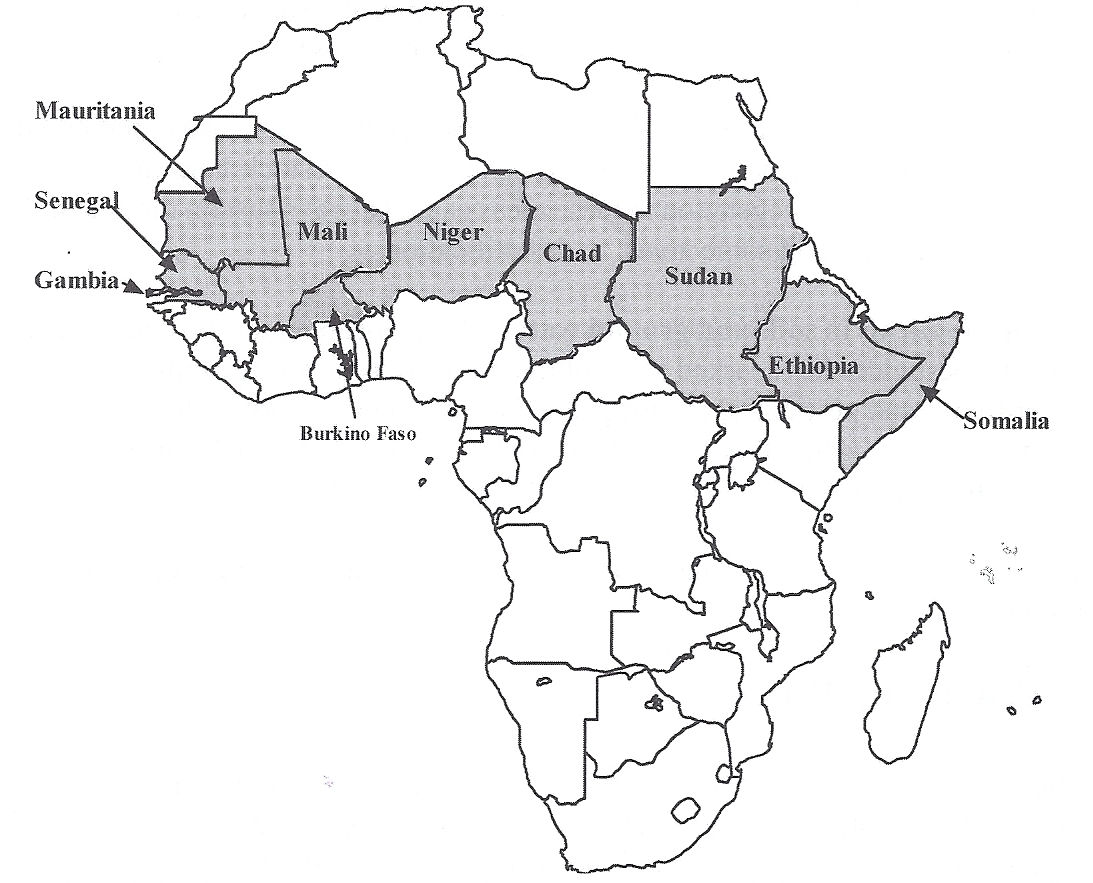 Mauritania
Senegal
Gambia
Mali
Niger
Chad
Sudan
Ethiopia
Somalia
Burkino Faso